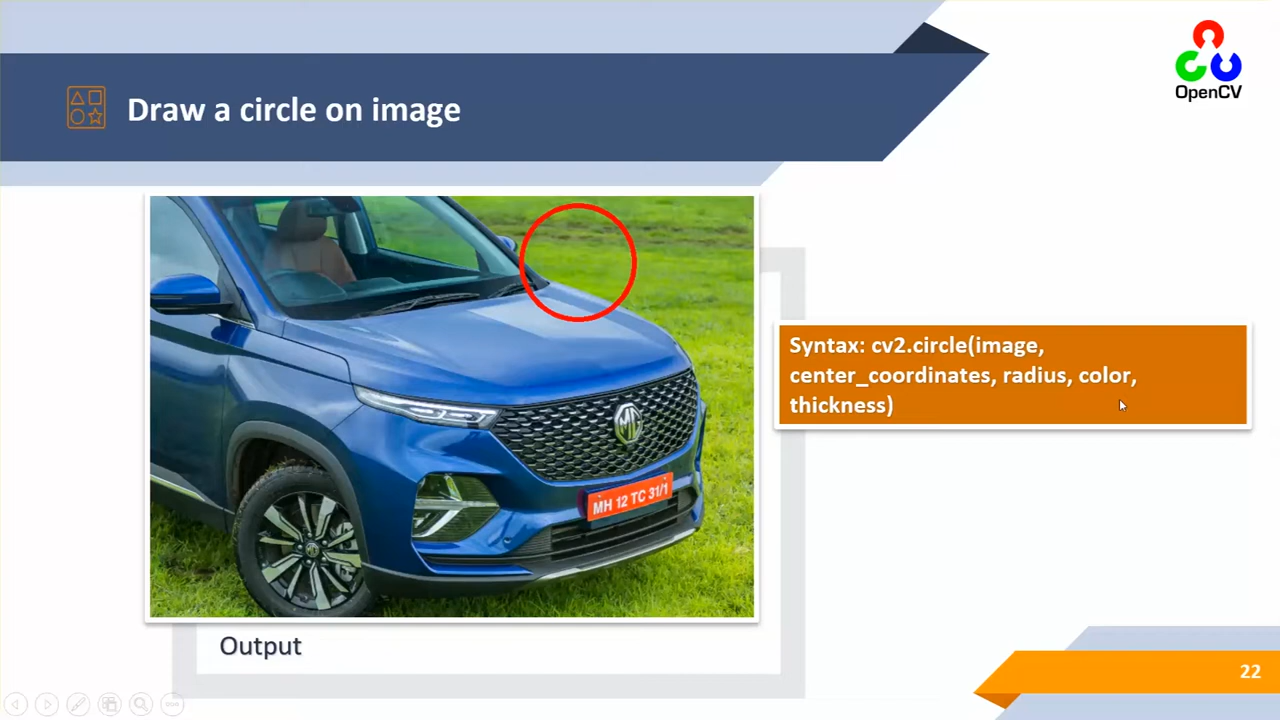 Draw a circle on image
OpenCV
MG
MH 12 TC 31/1
Syntax: cv2.circle(image,
center_coordinates, radius, color,
thickness)
Output
22